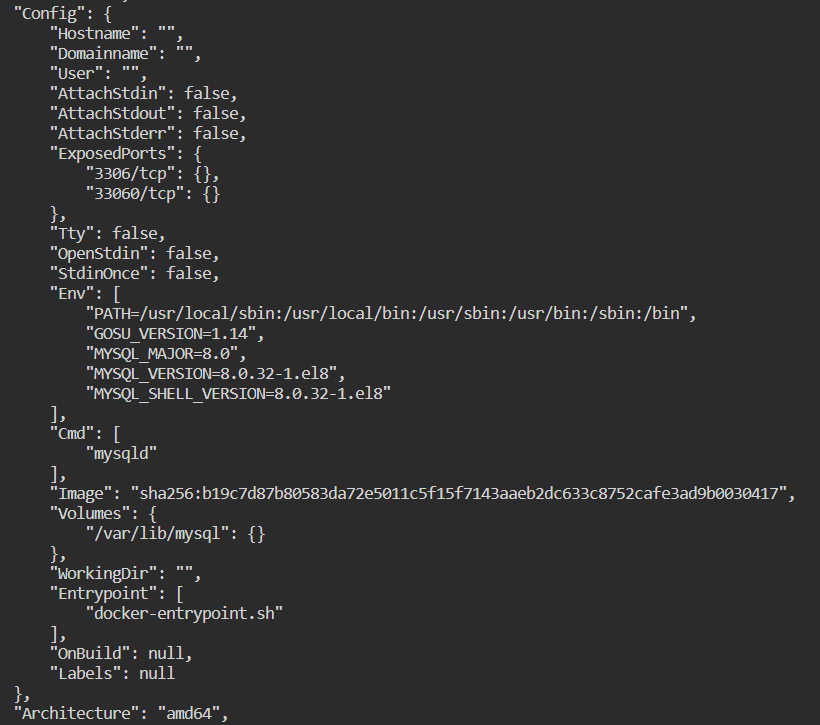 "Config": {
"Hostname": "",
"Domainname": "",
"User": "",
"AttachStdin": false,
"AttachStdout": false,
"AttachStderr": false,
"ExposedPorts": {
"3306/tcp": {},
"33060/tcp": {}
},
"Tty": false,
"OpenStdin": false,
"StdinOnce": false,
"Env": [
"PATH=/usr/local/sbin:/usr/local/bin:/usr/sbin:/usr/bin:/sbin:/bin",
"GOSU_VERSION=1.14",
"MYSQL_MAJOR=8.0",
"MYSQL_VERSION=8.0.32-1.el8",
"MYSQL_SHELL_VERSION=8.0.32-1.el8"
],
"Cmd": [
"mysqld"
],
"Image": "sha256:b19c7d87b80583da72e5011c5f15f7143aaeb2dc633c8752cafe3ad9b0030417",
"Volumes": {
"/var/lib/mysql": {}
},
"WorkingDir": "",
"Entrypoint": [
"docker-entrypoint.sh"
],
"OnBuild": null,
"Labels": null
},
"Architecture": "amd64",